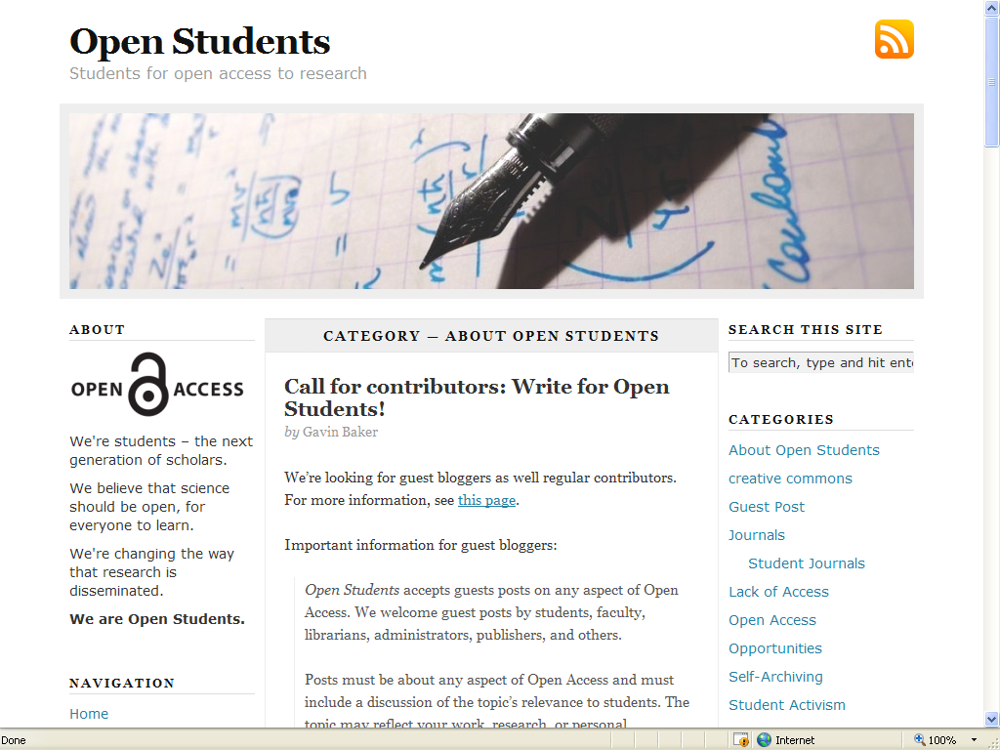 Open Students
Students for open access to research
Coulomb
ABOUT
OPEN ACCESS
We're students – the next
generation of scholars.
We believe that science
should be open, for
everyone to learn.
We're changing the way
that research is
disseminated.
We are Open Students.
NAVIGATION
Home
CATEGORY — ABOUT OPEN STUDENTS
Call for contributors: Write for Open
Students!
by Gavin Baker
We're looking for guest bloggers as well regular contributors.
For more information, see this page.
Important information for guest bloggers:
Open Students accepts guests posts on any aspect of Open
Access. We welcome guest posts by students, faculty,
librarians, administrators, publishers, and others.
Posts must be about any aspect of Open Access and must
include a discussion of the topic's relevance to students. The
topic may reflect your work, research, or personal
SEARCH THIS SITE
To search, type and hit ente
CATEGORIES
About Open Students
creative commons
Guest Post
Journals
Student Journals
Lack of Access
Open Access
Opportunities
Self-Archiving
Student Activism
Done
Internet
100%